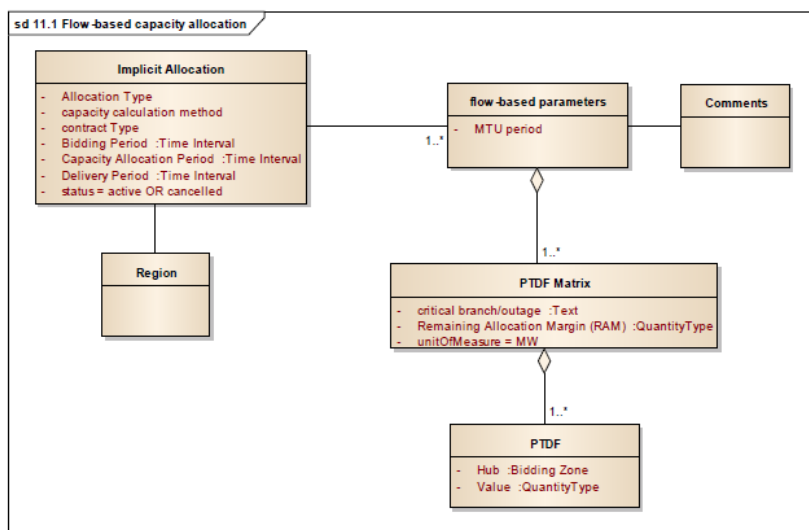 sd 11.1 Flow-based capacity allocation
Implicit Allocation
- Allocation Type
- capacity calculation method
- contract Type
- Bidding Period :Time Interval
- Capacity Allocation Period :Time Interval
- Delivery Period :Time Interval
- status = active OR cancelled
flow-based parameters
- MTU period
1..*
Comments
Region
1..*
PTDF Matrix
- critical branch/outage :Text
- Remaining Allocation Margin (RAM) :QuantityType
- unitOfMeasure = MW
1..*
PTDF
- Hub :Bidding Zone
- Value :QuantityType